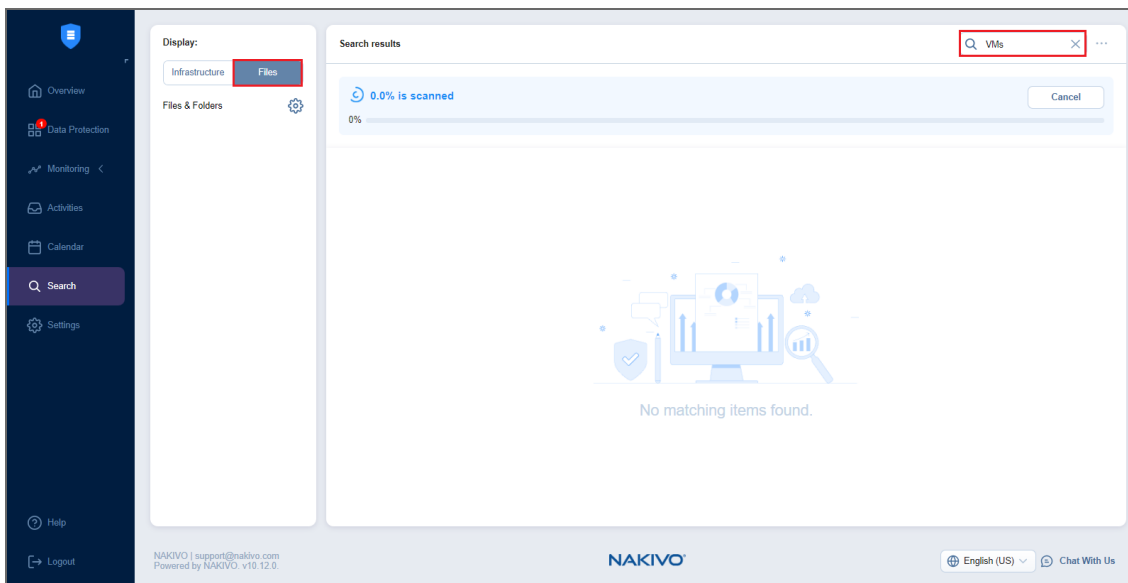 Overview
1
Data Protection
Monitoring
Activities
Calendar
Search
Settings
Help
Logout
Display:
Infrastructure
Files
Files & Folders
Search results
VMs
0.0% is scanned
Cancel
0%
No matching items found.
NAKIVO | support@nakivo.com
Powered by NAKIVO. v10.12.0.
NAKIVO®
English (US)
Chat With Us